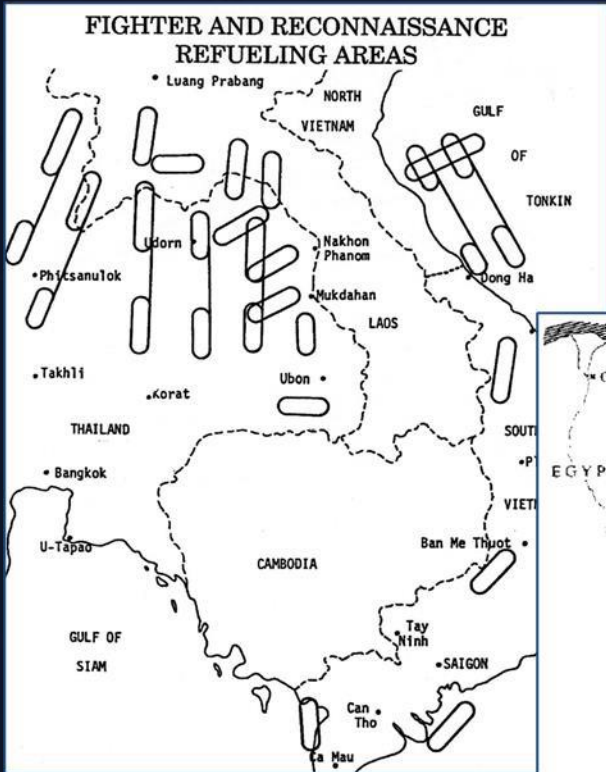 FIGHTER AND RECONNAISSANCE
REFUELING AREAS
Luang Prabang
NORTH
VIETNAM
GULF
OF
TONKIN
Udorn
Nakhon
Phanom
Phitsanulok
Dong Ha
Mukdahan
LAOS
Takhli
Korat
Ubon
THAILAND
SOUT
Bangkok
EGYP
VIET
U-Tapao
Ban Me Thuot
CAMBODIA
GULF OF
SIAM
Tay
Ninh
SAIGON
Can
Tho
Ca Mau